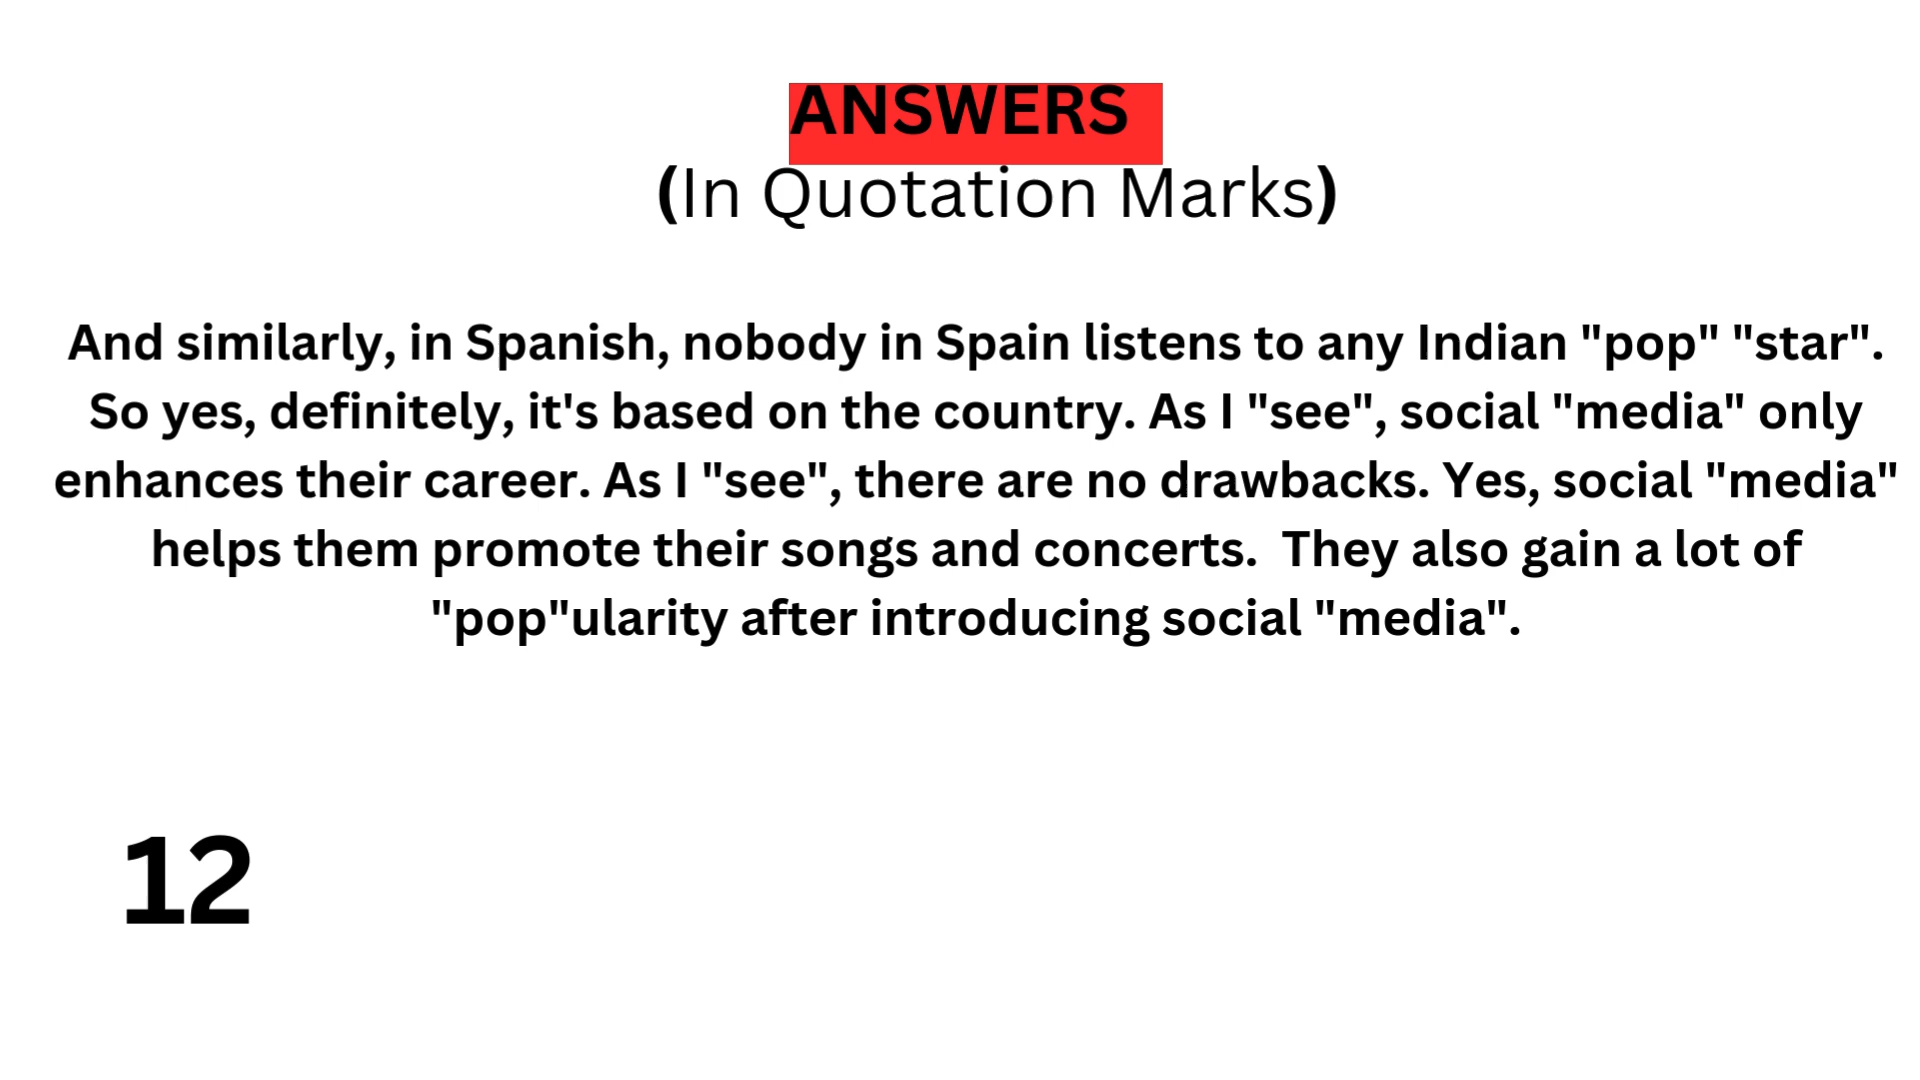 ANSWERS
(In Quotation Marks)
And similarly, in Spanish, nobody in Spain listens to any Indian "pop" "star".
So yes, definitely, it's based on the country. As I "see", social "media" only
enhances their career. As I "see", there are no drawbacks. Yes, social "media"
helps them promote their songs and concerts.  They also gain a lot of
"pop"ularity after introducing social "media".
12